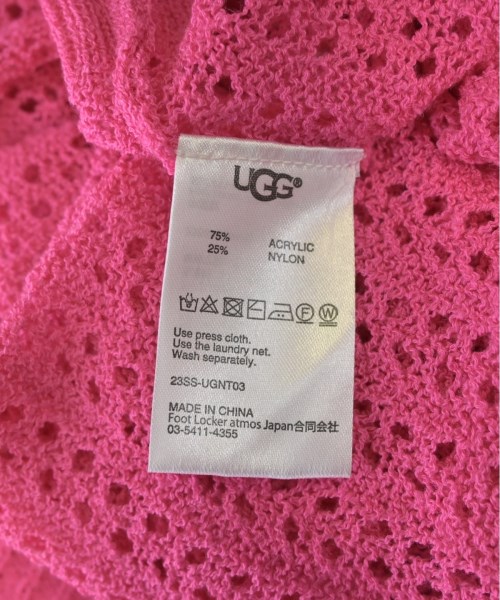 UGG®
75% ACRYLIC
25% NYLON
F W
Use press cloth.
Use the laundry net.
Wash separately.
23SS-UGNT03
MADE IN CHINA
Foot Locker atmos Japan合同会社
03-5411-4355